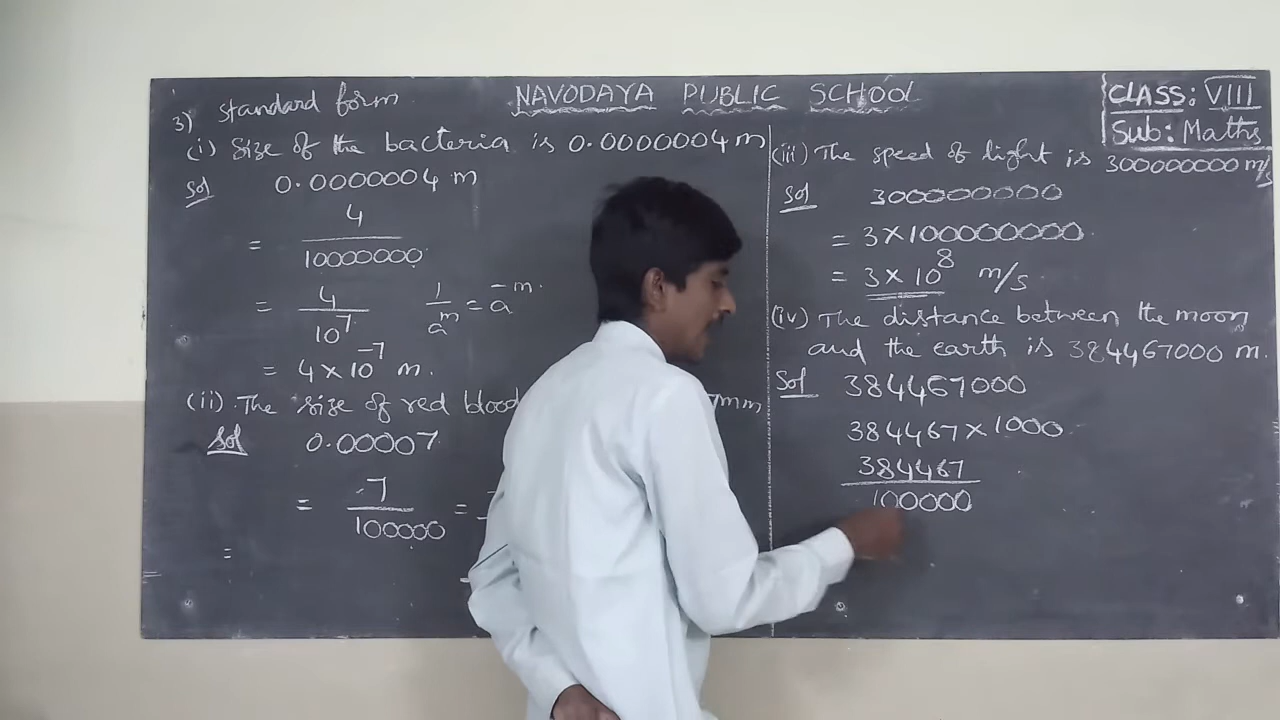 NAVODAYA PUBLIC SCHOOL
CLASS: VIII
Sub: Maths
3) Standard form
(i) Size of the bacteria is 0.0000004 m
Sol 0.0000004 m
= 4/10000000
= 4/10^7 1/a^m = a^-m.
= 4×10^-7 m.
(ii). The size of red blood mm
Sol 0.00007
= 7/100000 =
=
(iii) The speed of light is 300000000 m/s
Sol 300000000
= 3×100000000
= 3×10^8 m/s
(iv) The distance between the moon
and the earth is 384467000 m.
Sol 384467000
384467×1000
384467/100000